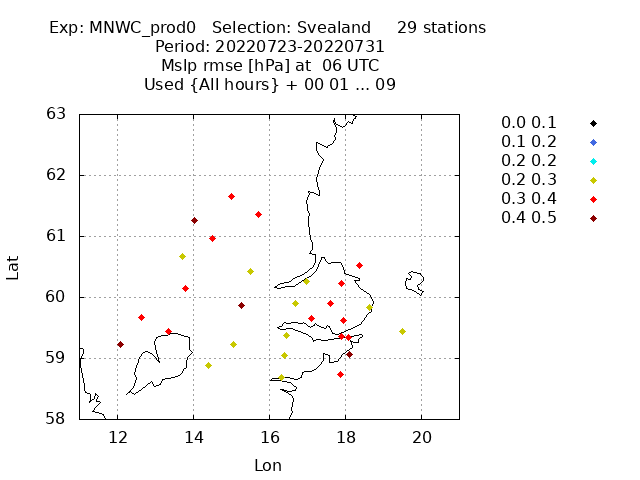 Exp: MNWC_prod0 Selection: Svealand 29 stations
Period: 20220723-20220731
Mslp rmse [hPa] at 06 UTC
Used {All hours} + 00 01 ... 09
63
62
61
60
59
58
Lat
12 14 16 18 20
Lon
0.0 0.1
0.1 0.2
0.2 0.2
0.2 0.3
0.3 0.4
0.4 0.5